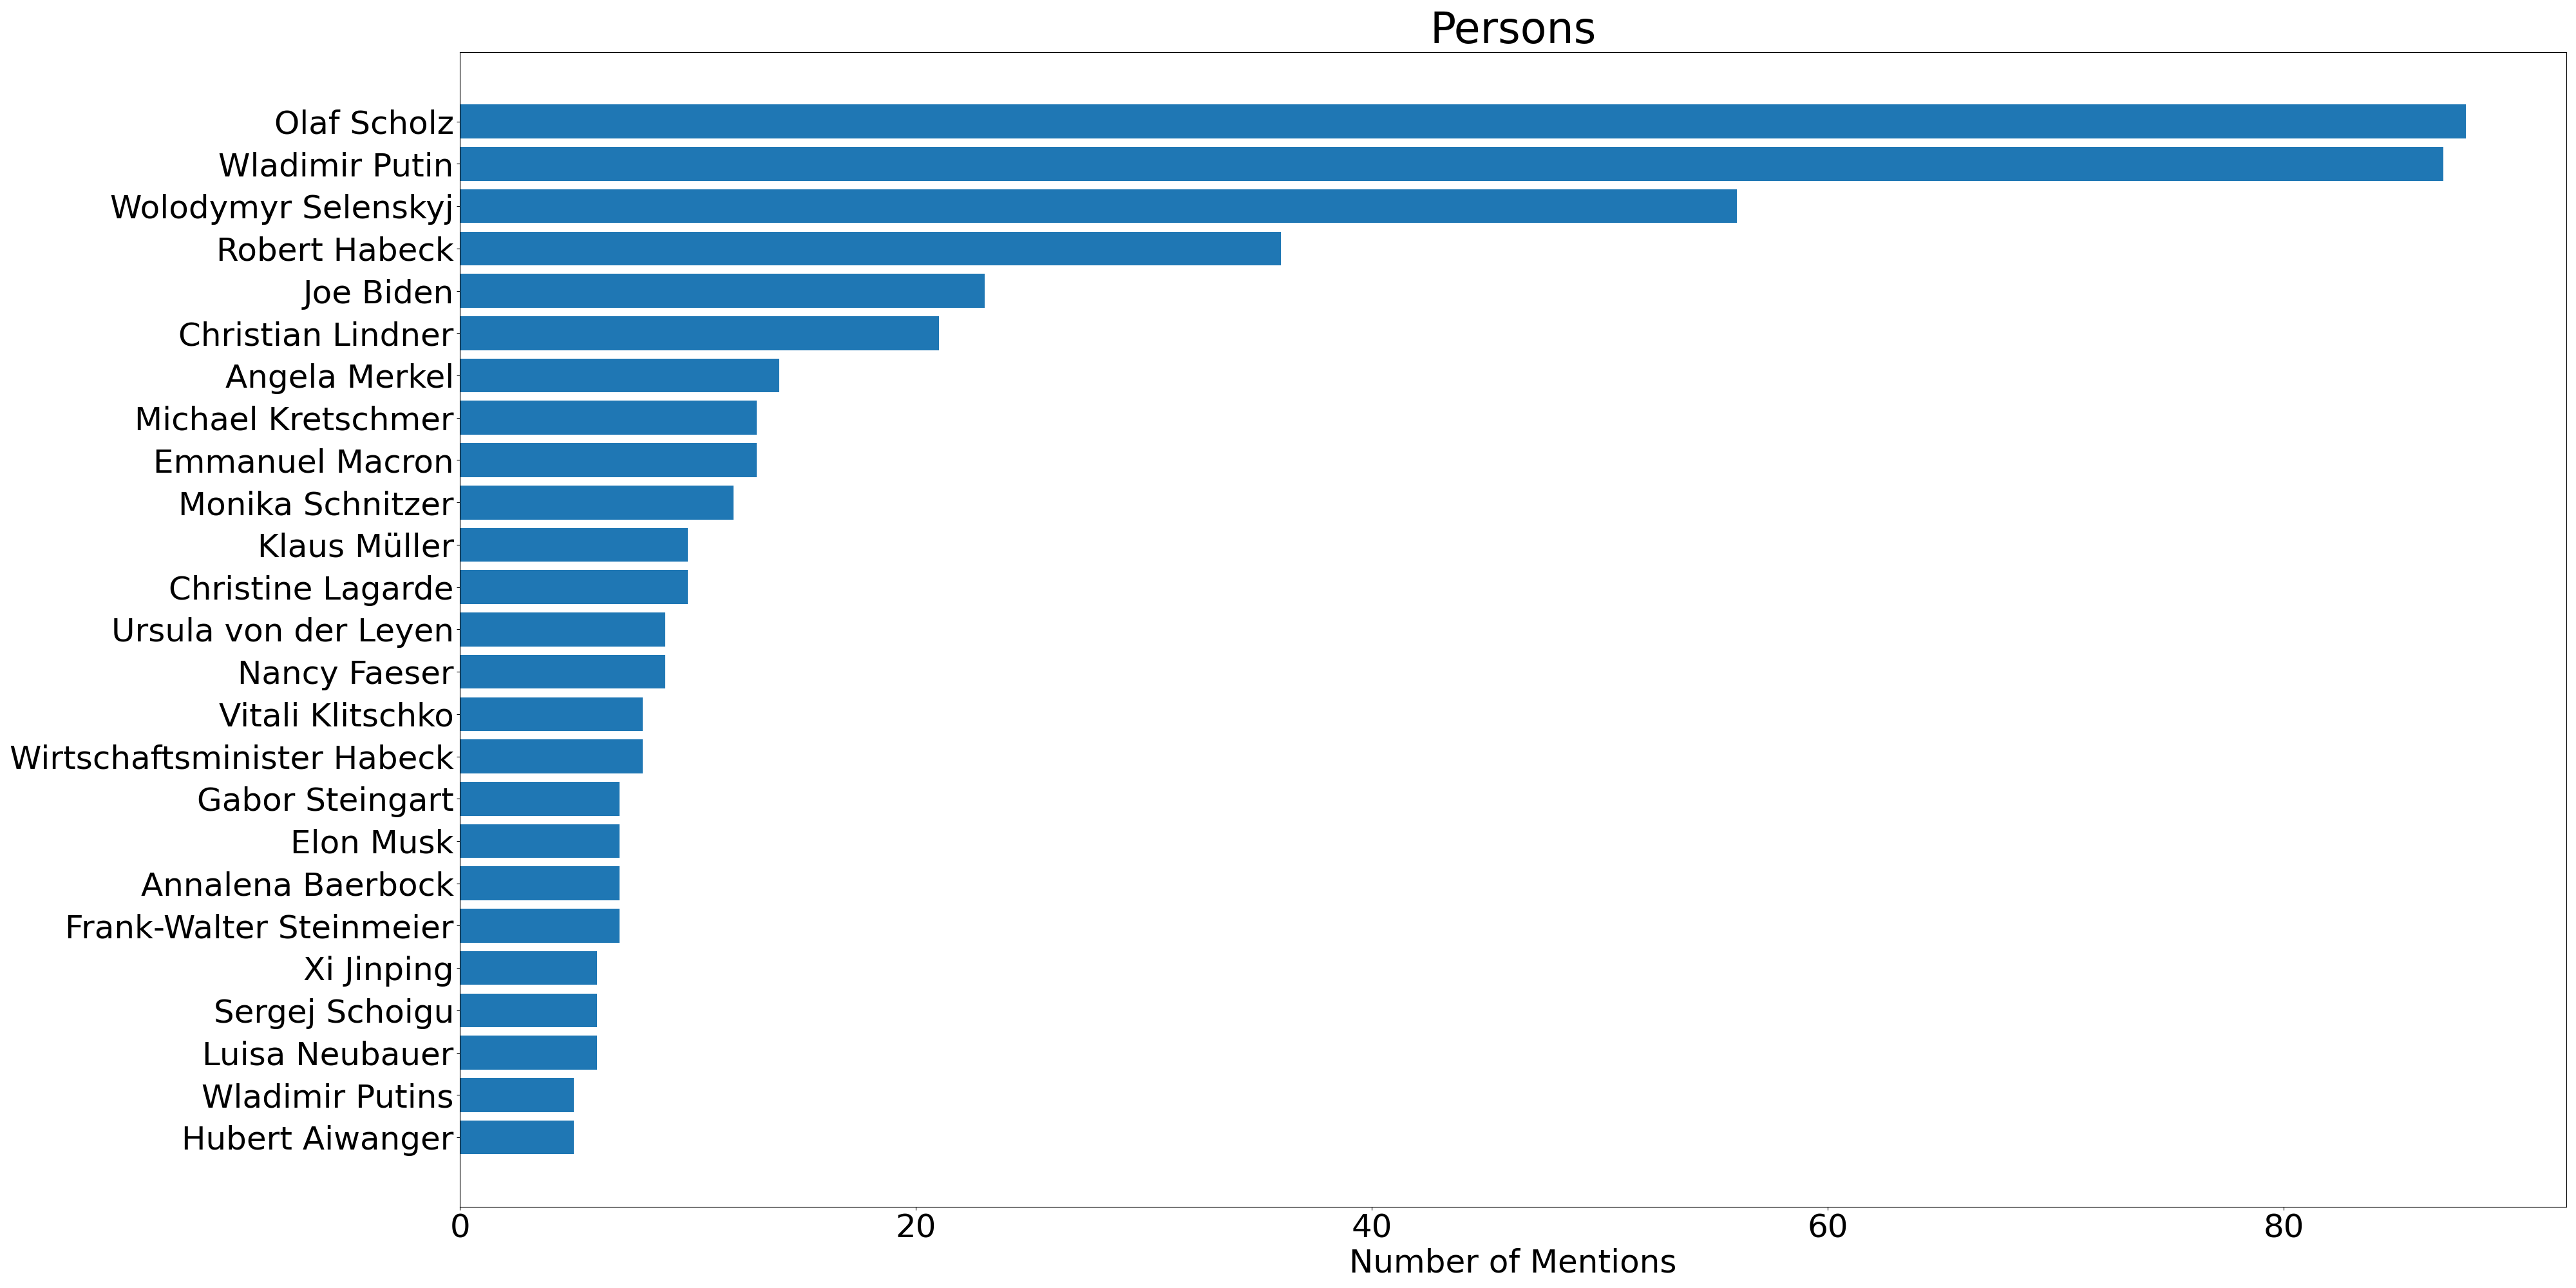 Persons
Olaf Scholz
Wladimir Putin
Wolodymyr Selenskyj
Robert Habeck
Joe Biden
Christian Lindner
Angela Merkel
Michael Kretschmer
Emmanuel Macron
Monika Schnitzer
Klaus Müller
Christine Lagarde
Ursula von der Leyen
Nancy Faeser
Vitali Klitschko
Wirtschaftsminister Habeck
Gabor Steingart
Elon Musk
Annalena Baerbock
Frank-Walter Steinmeier
Xi Jinping
Sergej Schoigu
Luisa Neubauer
Wladimir Putins
Hubert Aiwanger
0 20 40 60 80
Number of Mentions